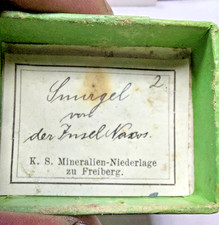 2
Smirgel
von
der Insel Naxos.
K. S. Mineralien-Niederlage
zu Freiberg.